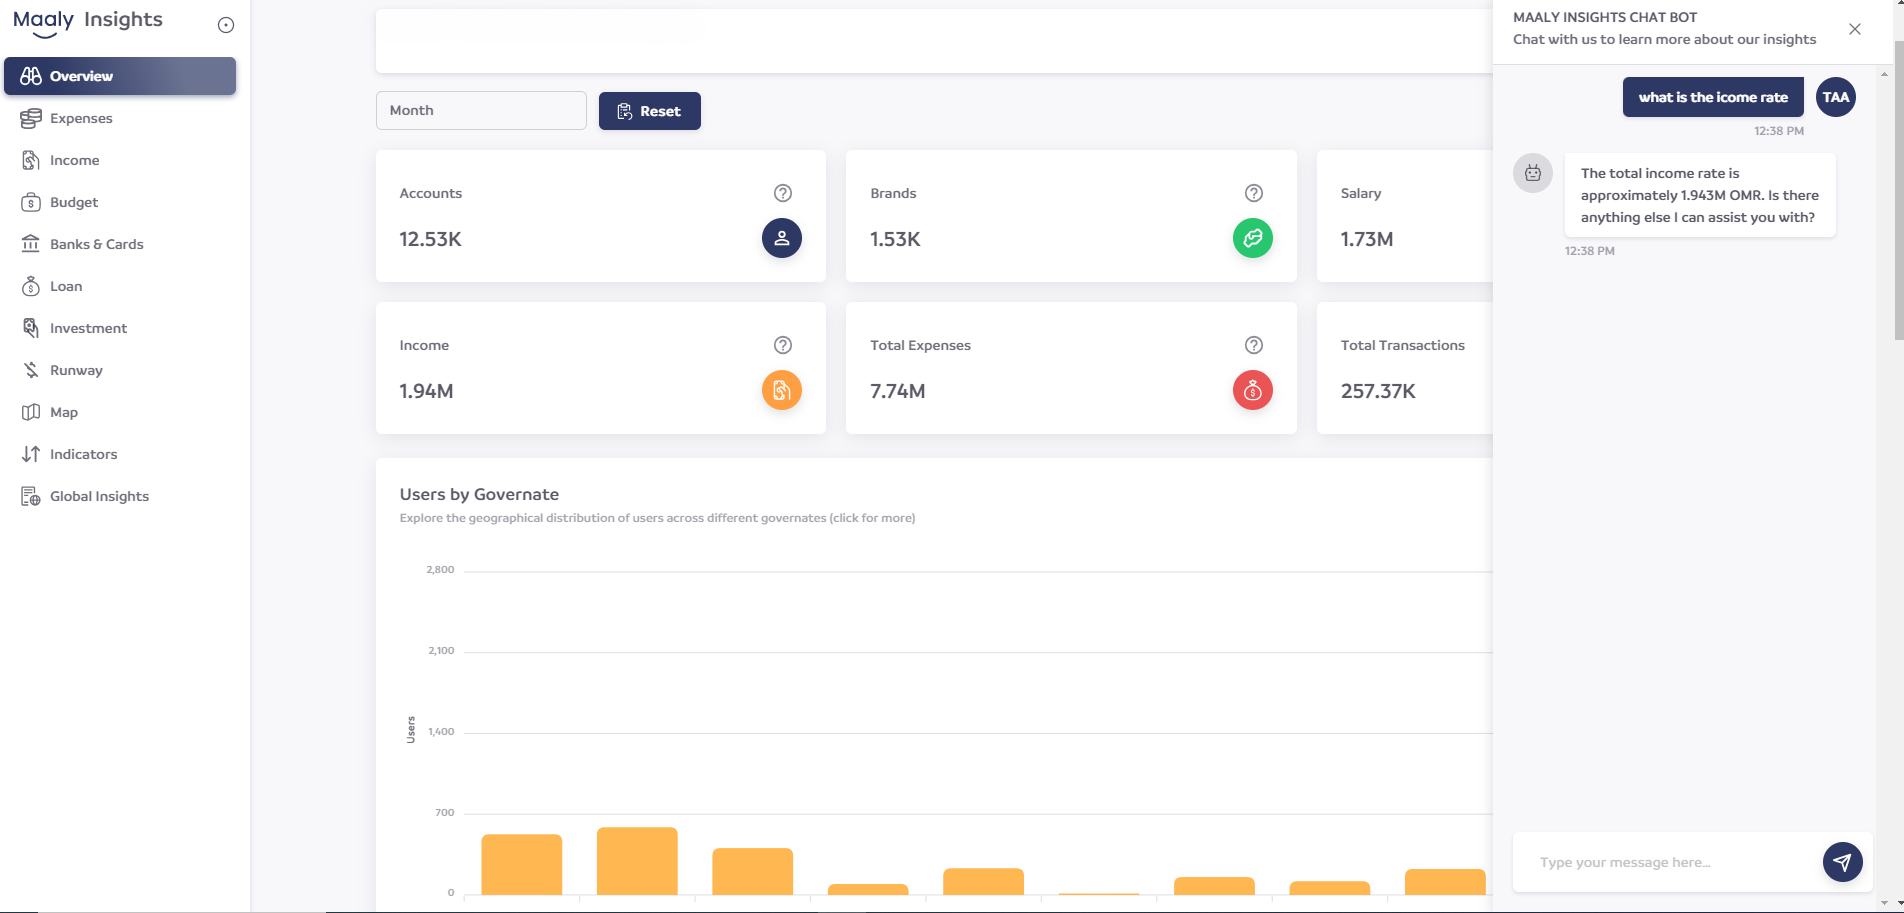 Maaly Insights
Overview
Expenses
Income
Budget
Banks & Cards
Loan
Investment
Runway
Map
Indicators
Global Insights
Month
Reset
Accounts
12.53K
Brands
1.53K
Salary
1.73M
Income
1.94M
Total Expenses
7.74M
Total Transactions
257.37K
Users by Governate
Explore the geographical distribution of users across different governates (click for more)
Users
2,800
2,100
1,400
700
0
MAALY INSIGHTS CHAT BOT
Chat with us to learn more about our insights
what is the icome rate
TAA
12:38 PM
The total income rate is
approximately 1.943M OMR. Is there
anything else I can assist you with?
12:38 PM
Type your message here...